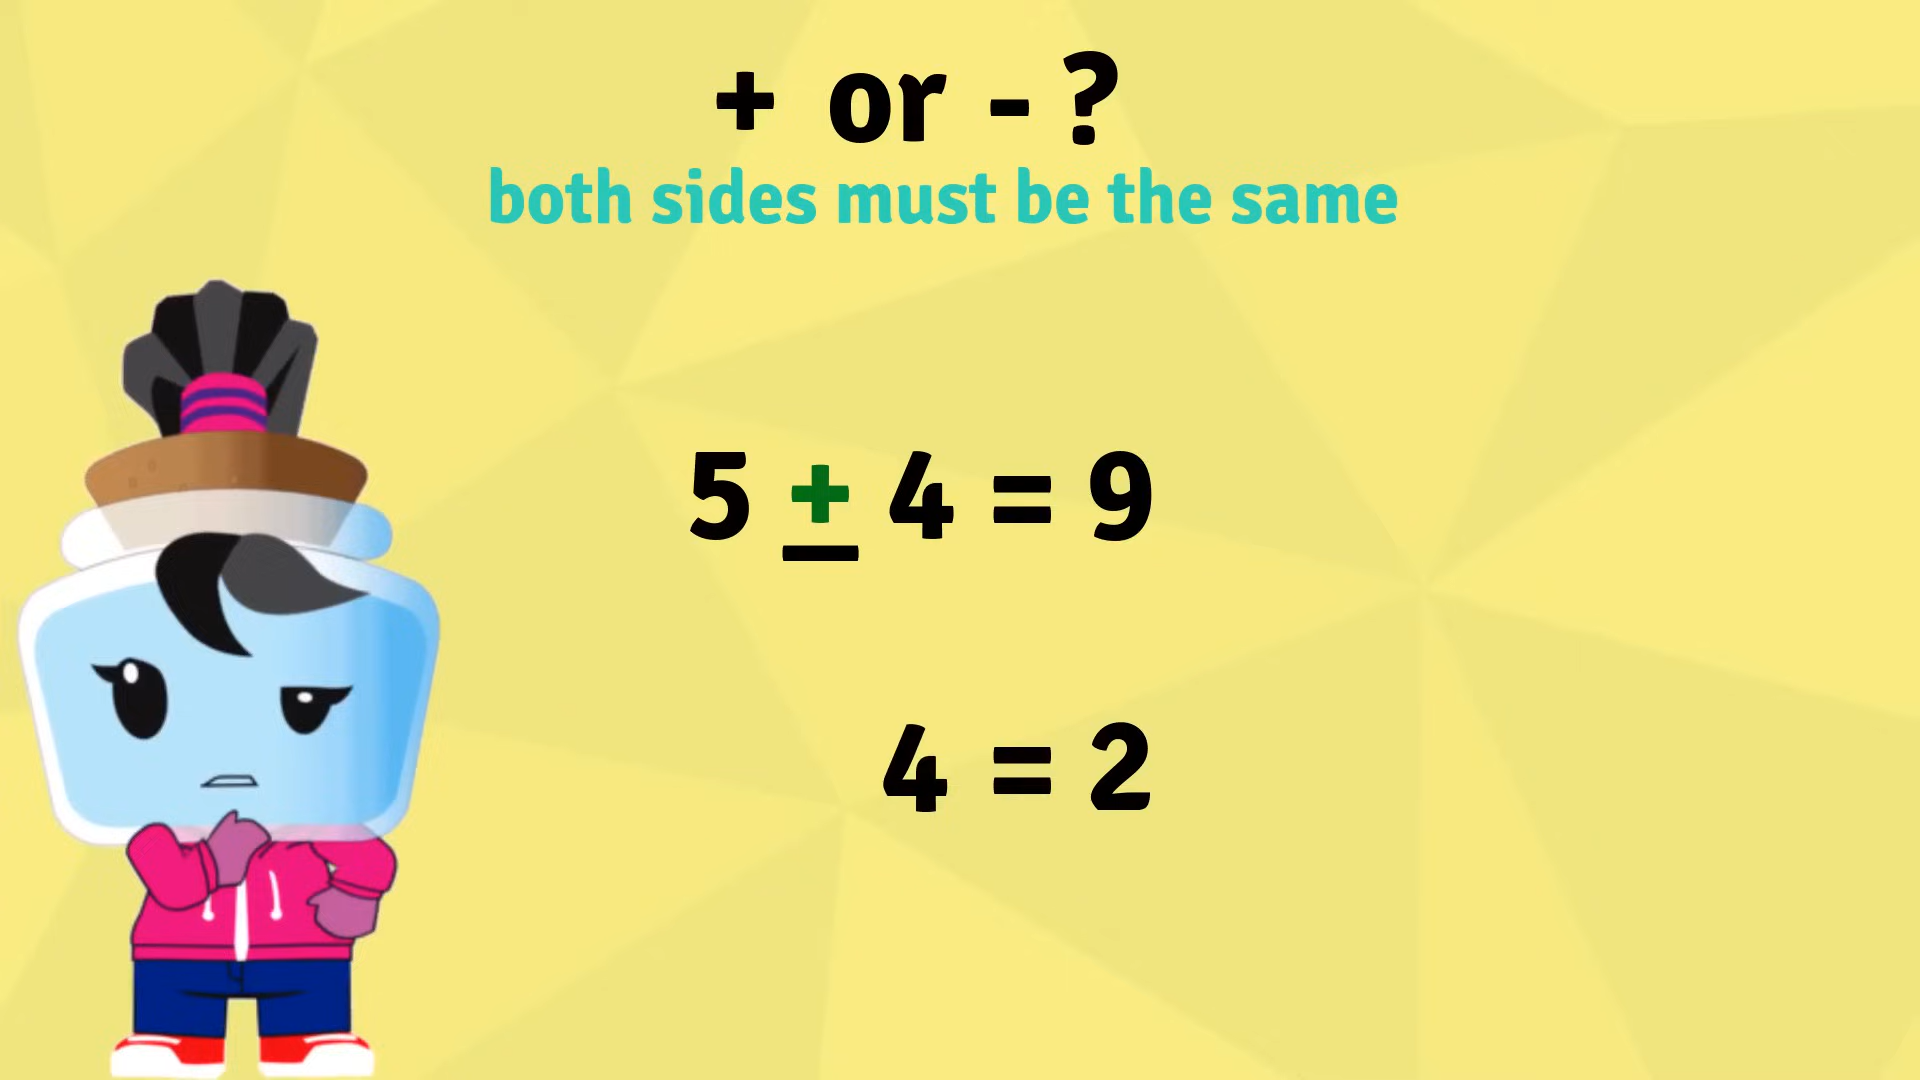 + or - ?
both sides must be the same
5 + 4 = 9
4 = 2